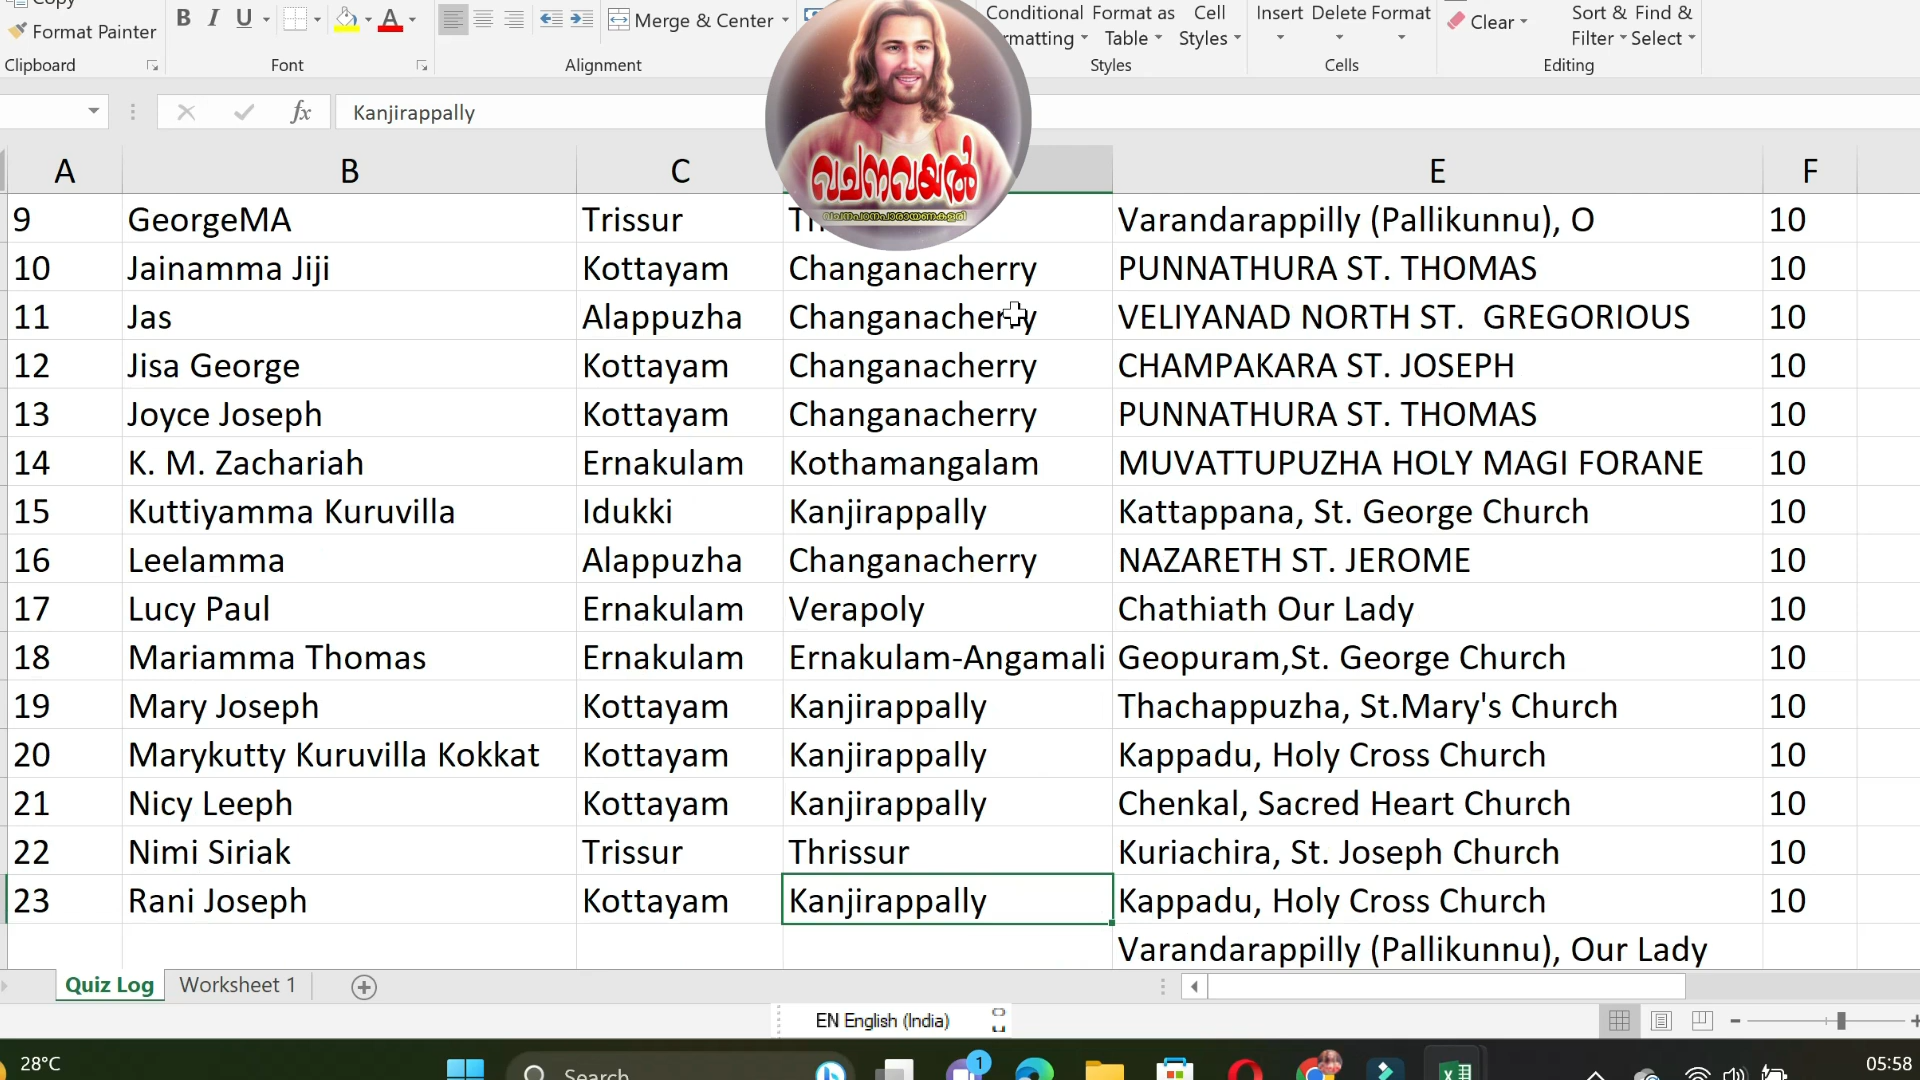 Copy
Format Painter
Clipboard
B I U
A
Font
Alignment
Merge & Center
Conditional
rmatting
Format as
Table
Cell
Styles
Styles
Insert Delete Format
Cells
Clear
Sort & Find &
Filter Select
Editing
fx Kanjirappally
വചനവയൽ
A B C E F
9 GeorgeMA Trissur Varandarappilly (Pallikunnu), O 10
10 Jainamma Jiji Kottayam Changanacherry PUNNATHURA ST. THOMAS 10
11 Jas Alappuzha Changanacherry VELIYANAD NORTH ST. GREGORIOUS 10
12 Jisa George Kottayam Changanacherry CHAMPAKARA ST. JOSEPH 10
13 Joyce Joseph Kottayam Changanacherry PUNNATHURA ST. THOMAS 10
14 K. M. Zachariah Ernakulam Kothamangalam MUVATTUPUZHA HOLY MAGI FORANE 10
15 Kuttiyamma Kuruvilla Idukki Kanjirappally Kattappana, St. George Church 10
16 Leelamma Alappuzha Changanacherry NAZARETH ST. JEROME 10
17 Lucy Paul Ernakulam Verapoly Chathiath Our Lady 10
18 Mariamma Thomas Ernakulam Ernakulam-Angamali Geopuram,St. George Church 10
19 Mary Joseph Kottayam Kanjirappally Thachappuzha, St.Mary's Church 10
20 Marykutty Kuruvilla Kokkat Kottayam Kanjirappally Kappadu, Holy Cross Church 10
21 Nicy Leeph Kottayam Kanjirappally Chenkal, Sacred Heart Church 10
22 Nimi Siriak Trissur Thrissur Kuriachira, St. Joseph Church 10
23 Rani Joseph Kottayam Kanjirappally Kappadu, Holy Cross Church 10
Varandarappilly (Pallikunnu), Our Lady
Quiz Log Worksheet 1
EN English (India)
28°C
Search
1
05:58